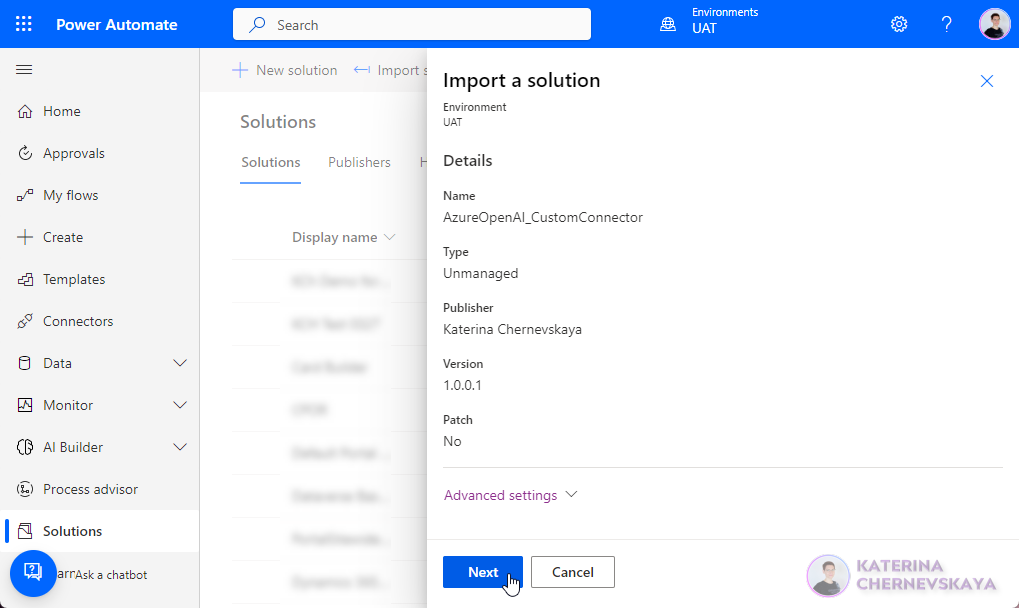 Power Automate
Search
Environments
UAT
Home
Approvals
My flows
Create
Templates
Connectors
Data
Monitor
AI Builder
Process advisor
Solutions
Ask a chatbot
New solution
Import s
Solutions
Solutions
Publishers
H
Display name
Import a solution
Environment
UAT
Details
Name
AzureOpenAI_CustomConnector
Type
Unmanaged
Publisher
Katerina Chernevskaya
Version
1.0.0.1
Patch
No
Advanced settings
Next
Cancel
KATERINA
CHERNEVSKAYA